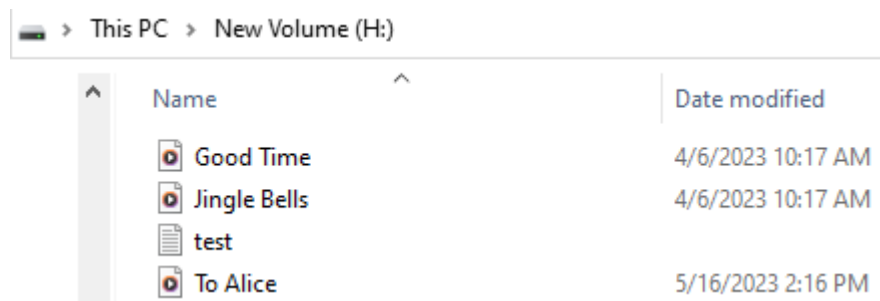 This PC > New Volume (H:)
Name Date modified
Good Time 4/6/2023 10:17 AM
Jingle Bells 4/6/2023 10:17 AM
test
To Alice 5/16/2023 2:16 PM